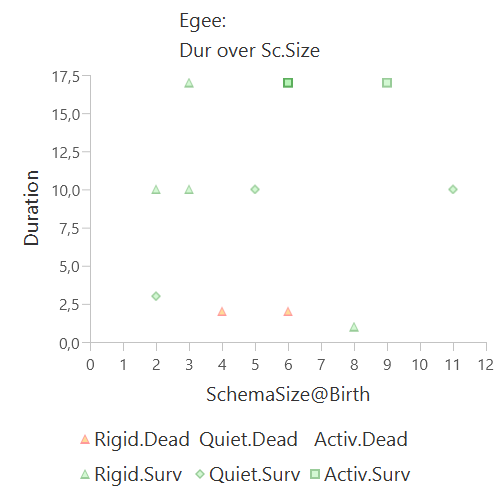 Egee:
Dur over Sc.Size
17,5
15,0
12,5
10,0
7,5
5,0
2,5
0,0
Duration
0 1 2 3 4 5 6 7 8 9 10 11 12
SchemaSize@Birth
Rigid.Dead Quiet.Dead Activ.Dead
Rigid.Surv Quiet.Surv Activ.Surv